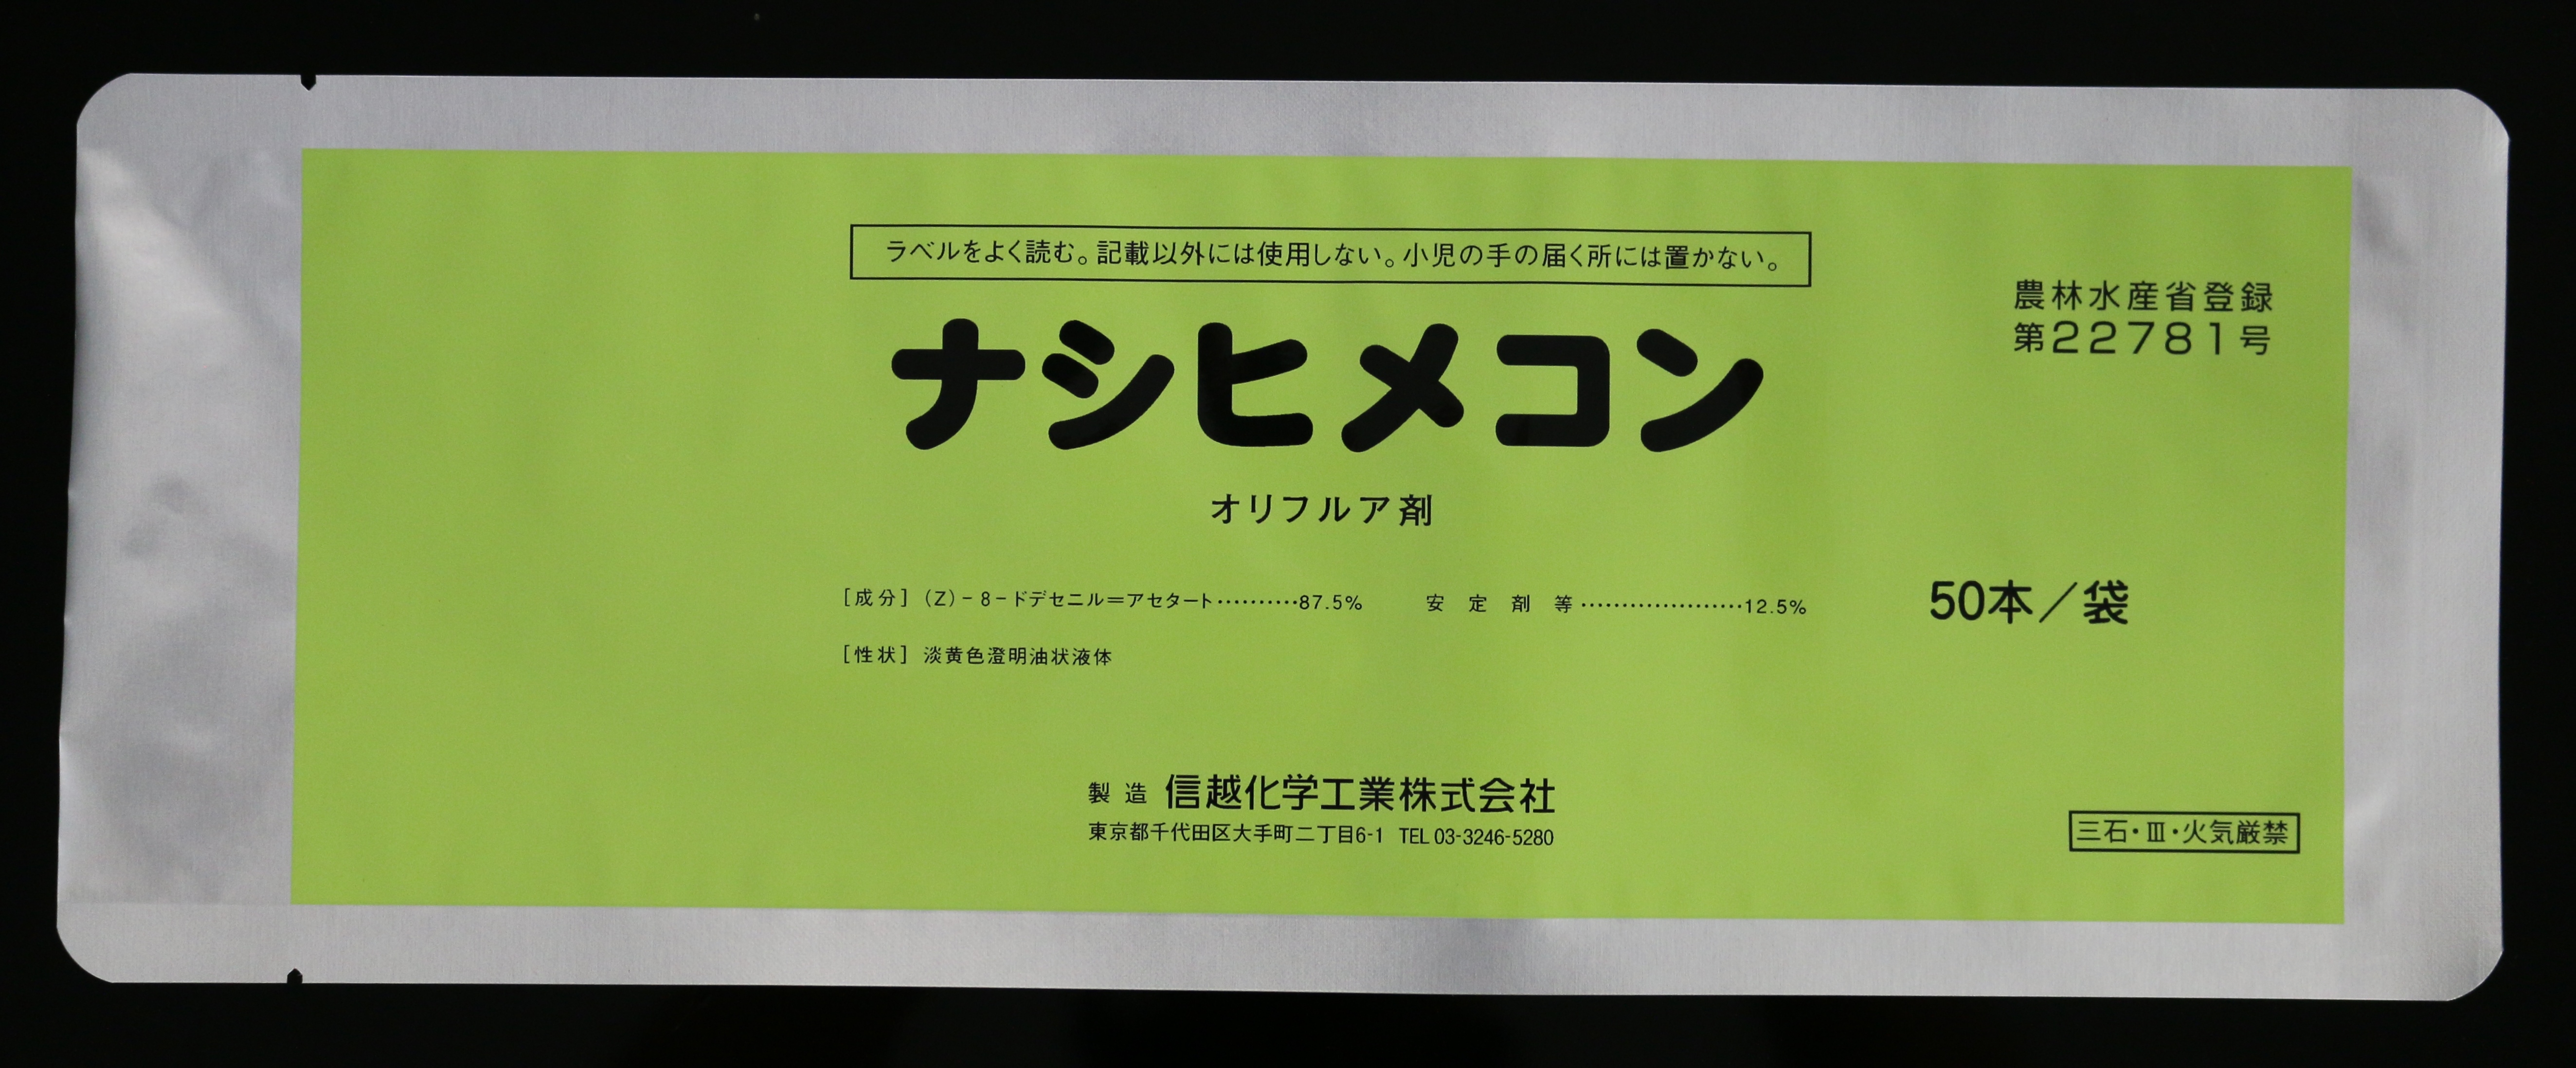 ラベルをよく読む。記載以外には使用しない。小児の手の届く所には置かない。
農林水産省登録
第22781号
ナシヒメコン
オリフルア剤
[成分] (Z)-8-ドデセニル=アセタート‥‥‥‥‥87.5% 安定剤等‥‥‥‥‥‥‥‥‥‥12.5%
50本/袋
[性状] 淡黄色澄明油状液体
製造 信越化学工業株式会社
東京都千代田区大手町二丁目6-1 TEL 03-3246-5280
三石・Ⅲ・火気厳禁